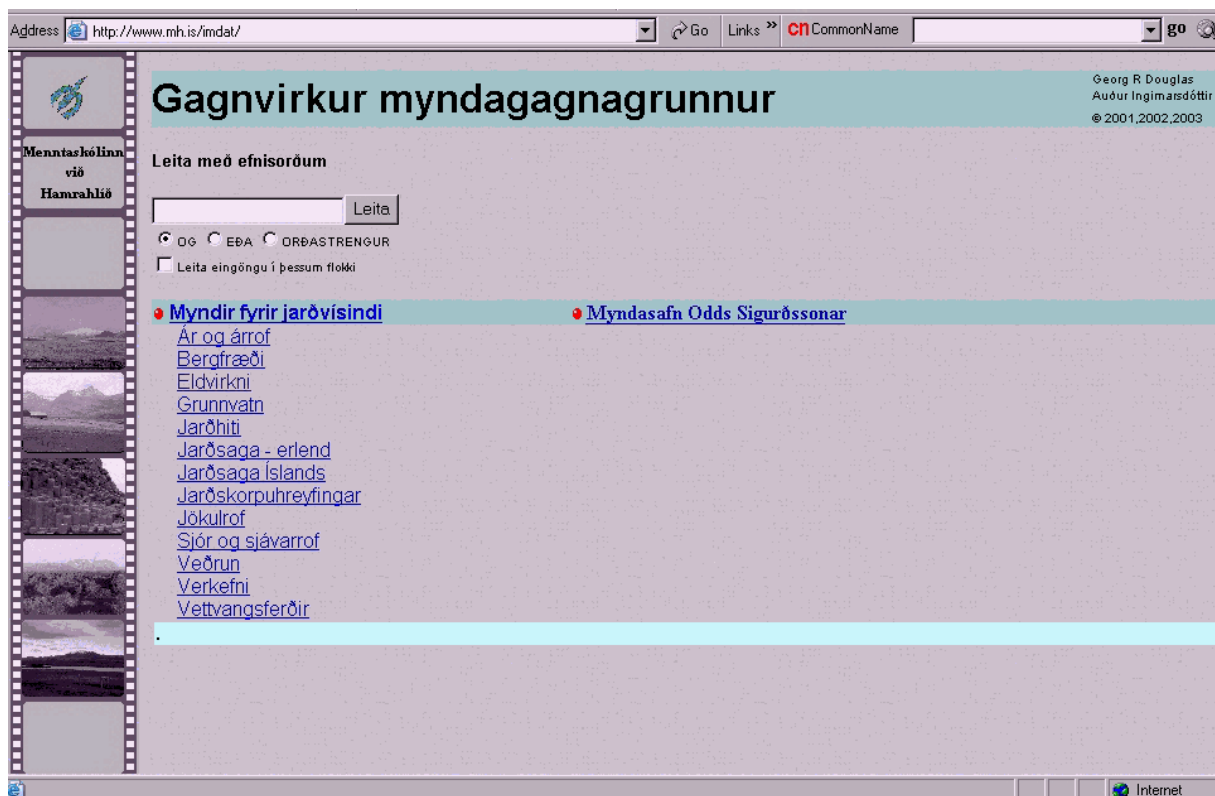 Address http://www.mh.is/imdat/ Go Links » cn CommonName go
Gagnvirkur myndagagnagrunnur
Georg R Douglas
Auður Ingimarsdóttir
© 2001,2002,2003
Menntaskólinn
við
Hamrahlíð
Leita með efnisorðum
Leita
OG EÐA ORÐASTRENGUR
Leita eingöngu í þessum flokki
Myndir fyrir jarðvísindi Myndasafn Odds Sigurðssonar
Ár og árrof
Bergfræði
Eldvirkni
Grunnvatn
Jarðhiti
Jarðsaga - erlend
Jarðsaga Íslands
Jarðskorpuhreyfingar
Jökulrof
Sjór og sjávarrof
Veðrun
Verkefni
Vettvangsferðir
.
Internet